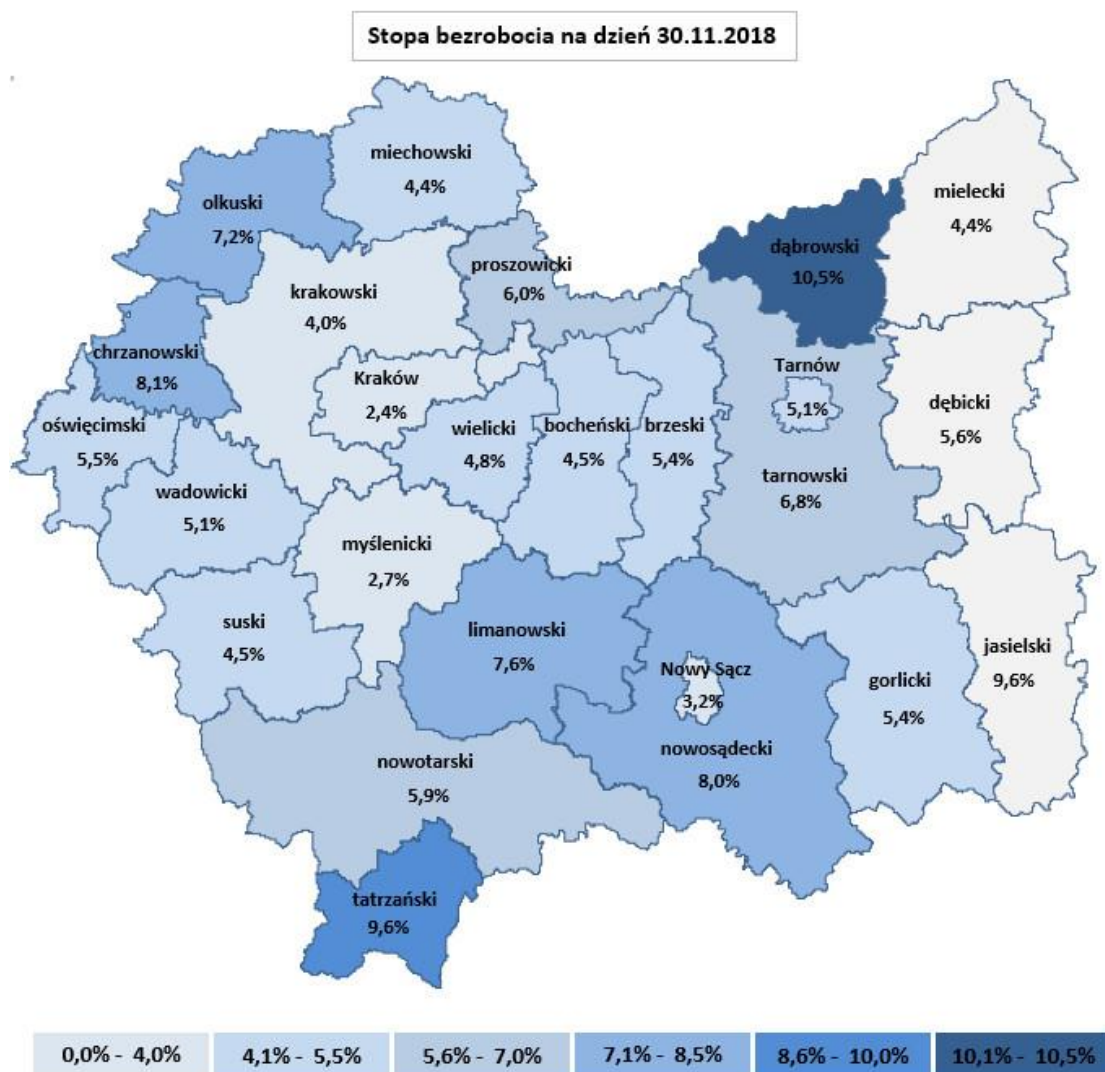 Stopa bezrobocia na dzień 30.11.2018
miechowski
4,4%
olkuski
7,2%
mielecki
4,4%
dąbrowski
10,5%
proszowicki
6,0%
krakowski
4,0%
chrzanowski
8,1%
Kraków
2,4%
Tarnów
5,1%
dębicki
5,6%
oświęcimski
5,5%
wielicki
4,8%
bocheński
4,5%
brzeski
5,4%
tarnowski
6,8%
wadowicki
5,1%
myślenicki
2,7%
suski
4,5%
limanowski
7,6%
jasielski
9,6%
Nowy Sącz
3,2%
gorlicki
5,4%
nowosądecki
8,0%
nowotarski
5,9%
tatrzański
9,6%
0,0% - 4,0%
4,1% - 5,5%
5,6% - 7,0%
7,1% - 8,5%
8,6% - 10,0%
10,1% - 10,5%